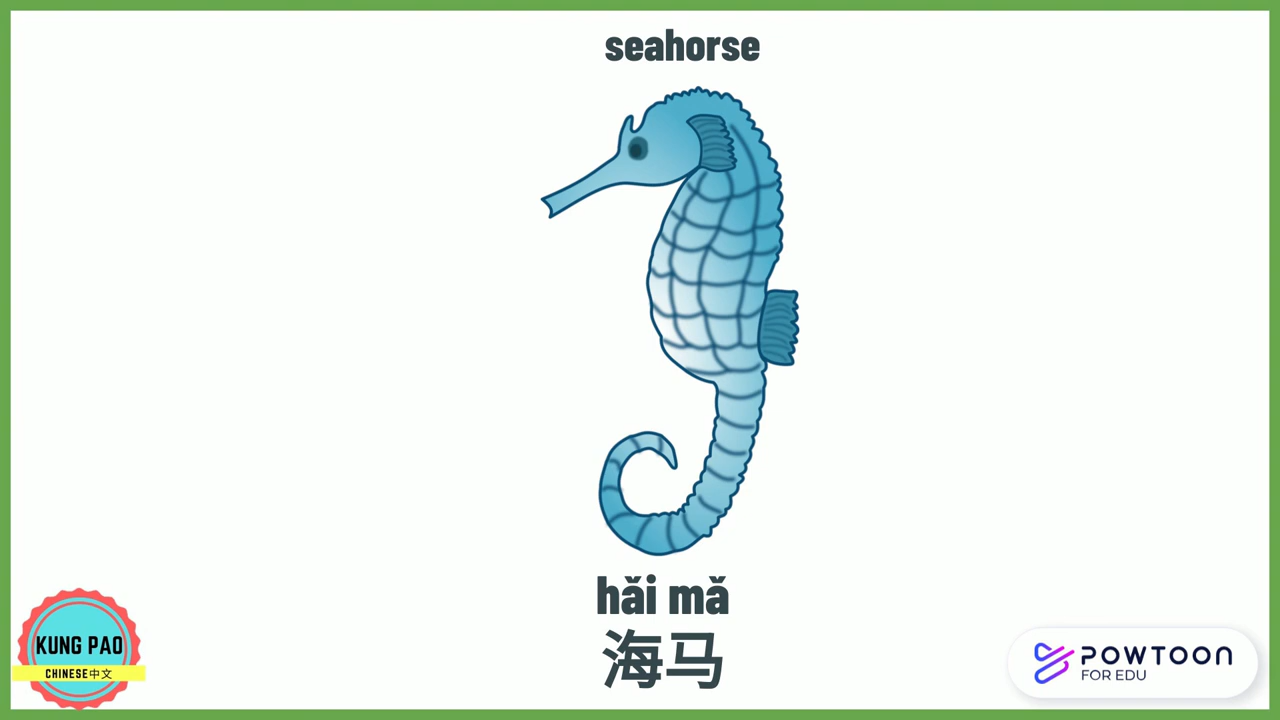 seahorse
hăi mă
海马
KUNG PAO
CHINESE中文
POWTOON
FOR EDU